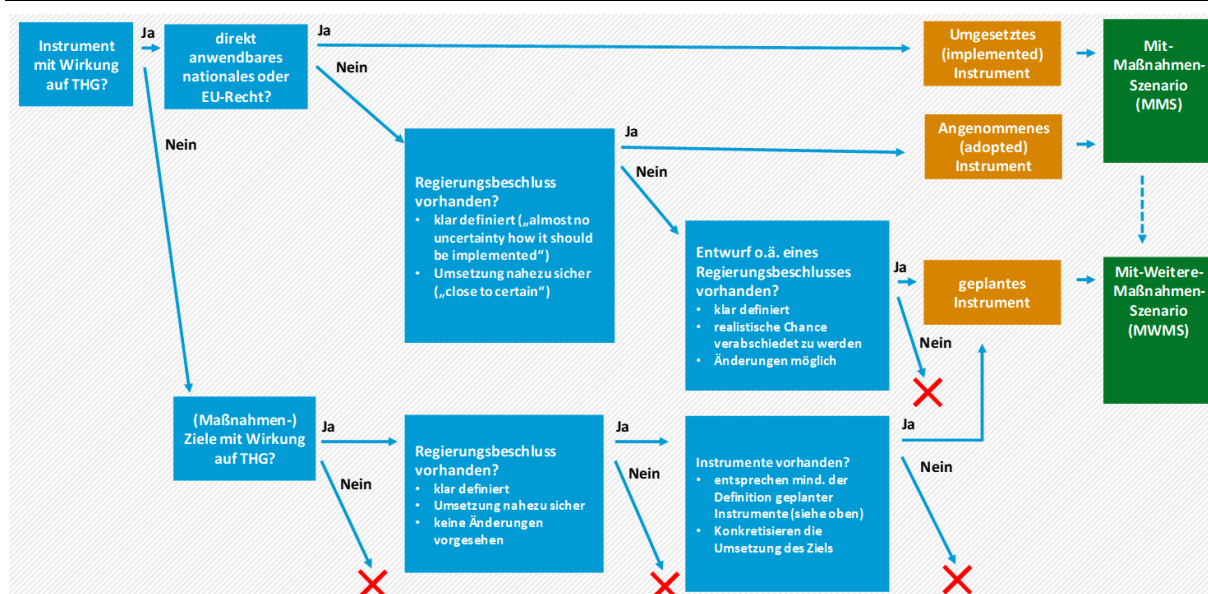 Instrument
mit Wirkung
auf THG?
Ja
direkt
anwendbares
nationales oder
EU-Recht?
Ja
Nein
Umgesetztes
(implemented)
Instrument
Mit-
Maßnahmen-
Szenario
(MMS)
Nein
Regierungsbeschluss
vorhanden?
• klar definiert („almost no
uncertainty how it should
be implemented“)
• Umsetzung nahezu sicher
(„close to certain“)
Ja
Nein
Angenommenes
(adopted)
Instrument
Entwurf o.ä. eines
Regierungsbeschlusses
vorhanden?
• klar definiert
• realistische Chance
verabschiedet zu werden
• Änderungen möglich
Ja
Nein
geplantes
Instrument
Mit-Weitere-
Maßnahmen-
Szenario
(MWMS)
(Maßnahmen-)
Ziele mit Wirkung
auf THG?
Ja
Nein
Regierungsbeschluss
vorhanden?
• klar definiert
• Umsetzung nahezu sicher
• keine Änderungen
vorgesehen
Ja
Nein
Instrumente vorhanden?
• entsprechen mind. der
Definition geplanter
Instrumente (siehe oben)
• Konkretisieren die
Umsetzung des Ziels
Ja
Nein